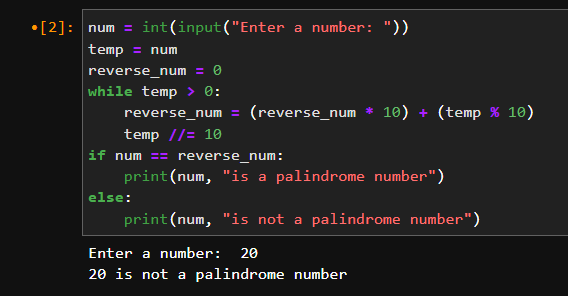 •[2]: num = int(input("Enter a number: "))
temp = num
reverse_num = 0
while temp > 0:
    reverse_num = (reverse_num * 10) + (temp % 10)
    temp //= 10
if num == reverse_num:
    print(num, "is a palindrome number")
else:
    print(num, "is not a palindrome number")
Enter a number:  20
20 is not a palindrome number